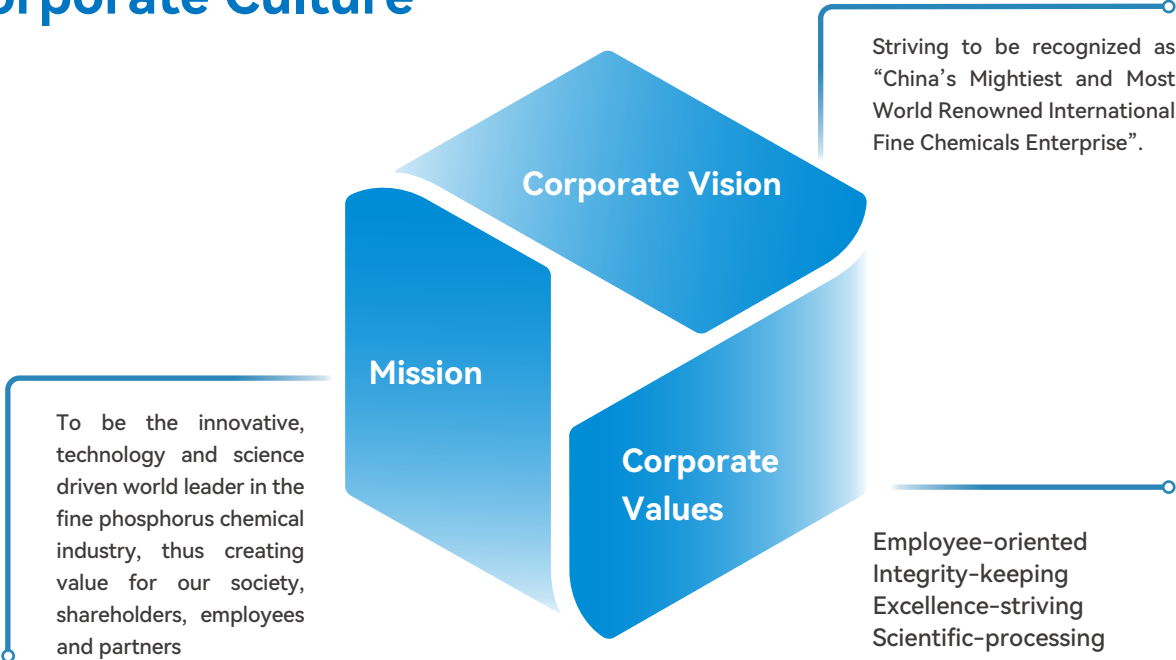 orporate Culture
Striving to be recognized as
“China’s Mightiest and Most
World Renowned International
Fine Chemicals Enterprise”.
Corporate Vision
Mission
To be the innovative,
technology and science
driven world leader in the
fine phosphorus chemical
industry, thus creating
value for our society,
shareholders, employees
and partners
Corporate
Values
Employee-oriented
Integrity-keeping
Excellence-striving
Scientific-processing